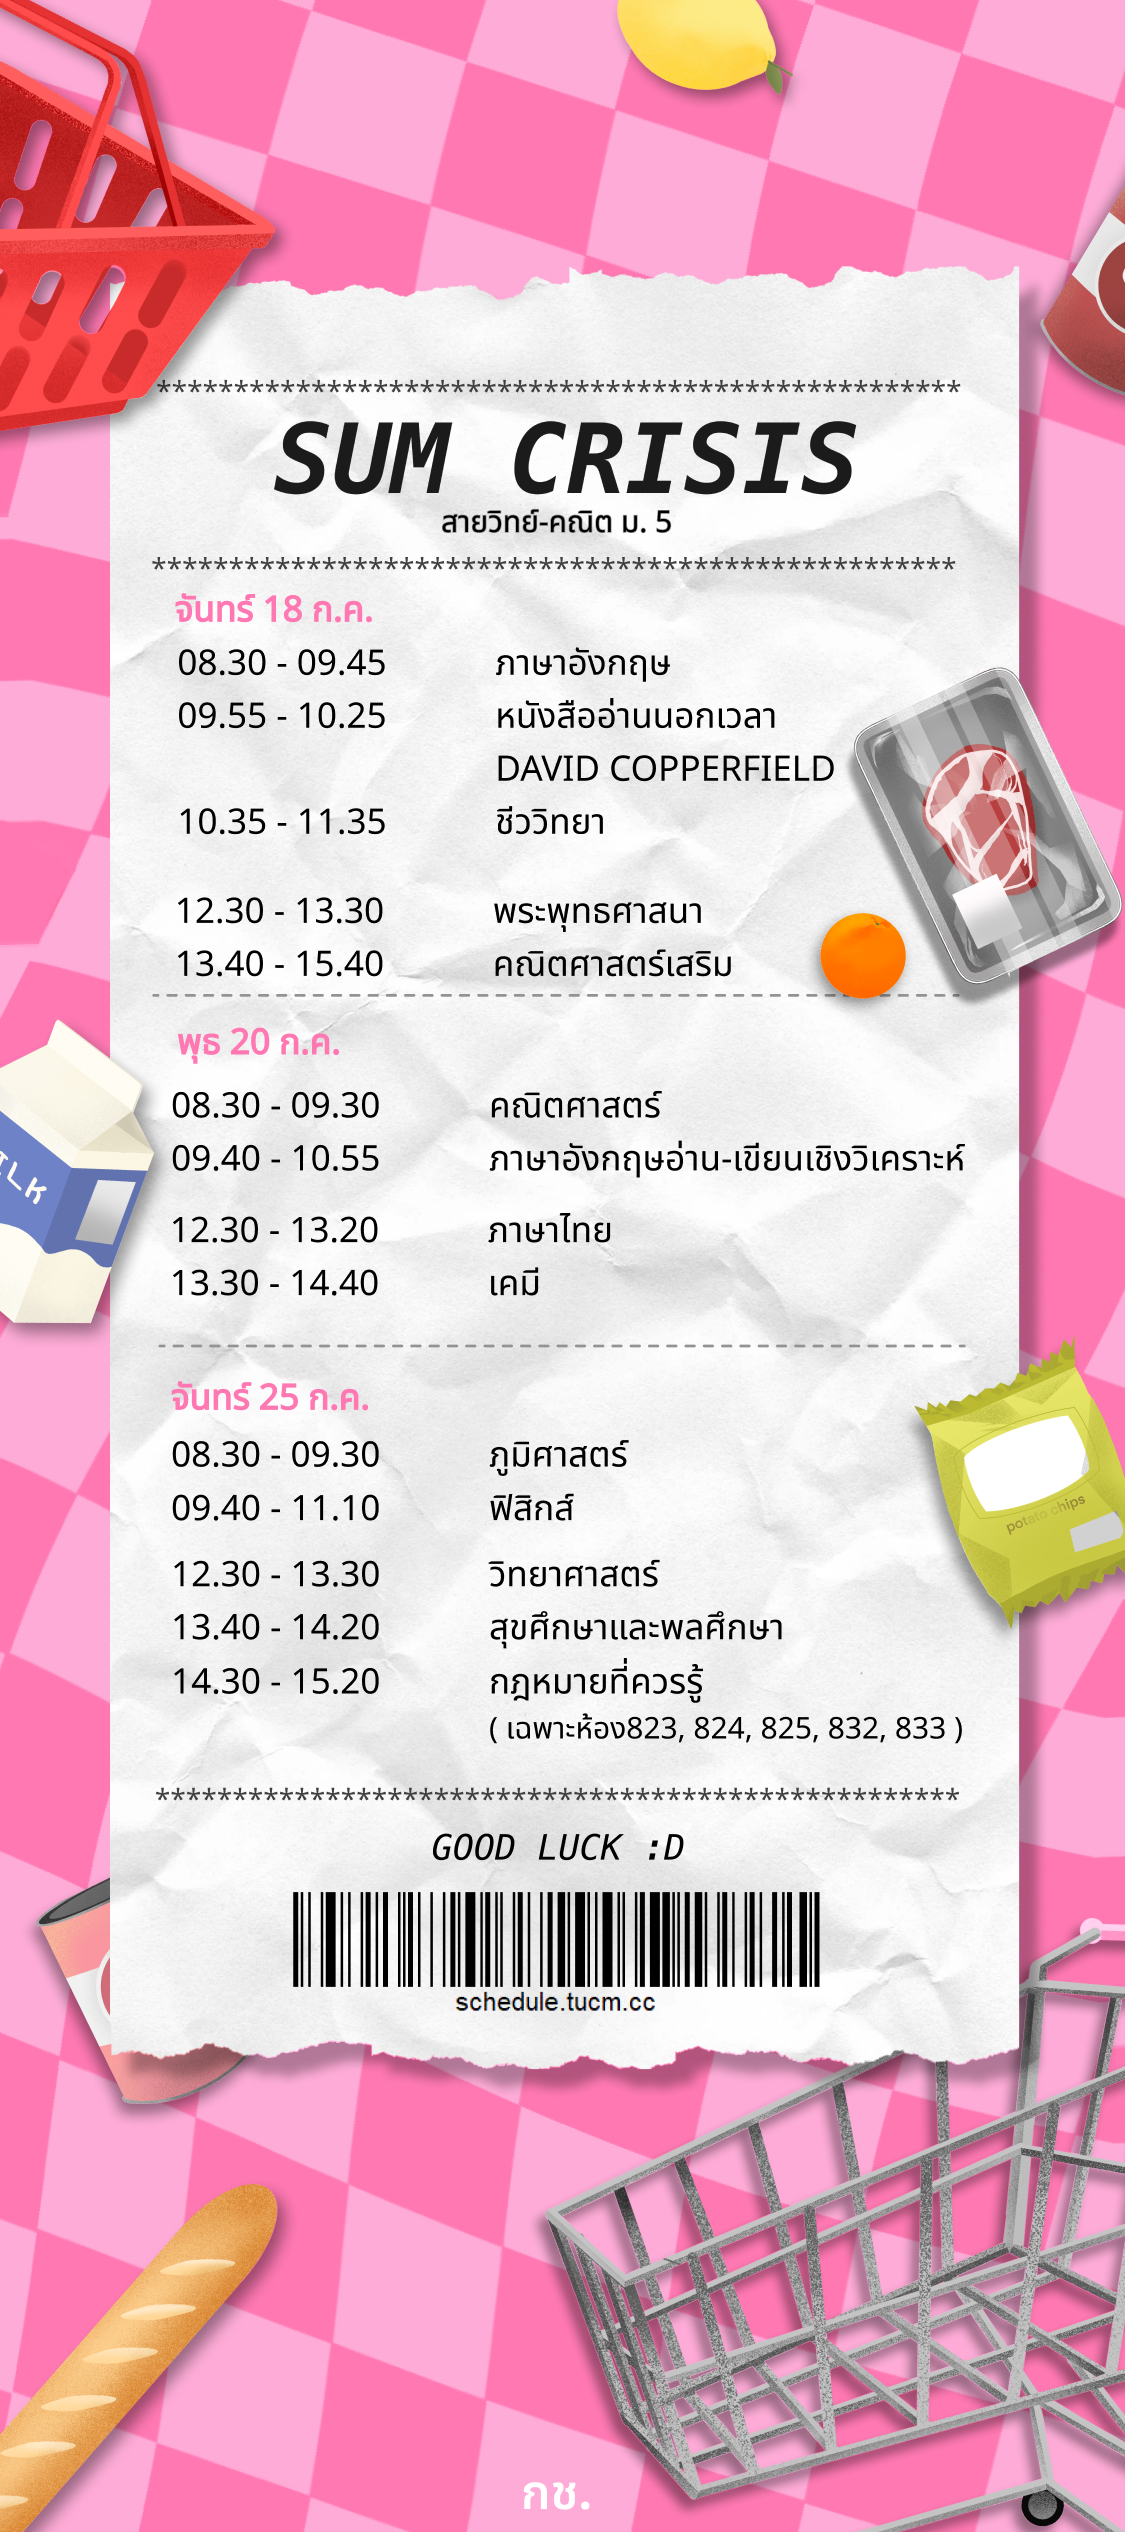 ****************************************************
SUM CRISIS
สายวิทย์-คณิต ม. 5
****************************************************
จันทร์ 18 ก.ค.
08.30 - 09.45 ภาษาอังกฤษ
09.55 - 10.25 หนังสืออ่านนอกเวลา
DAVID COPPERFIELD
10.35 - 11.35 ชีววิทยา
12.30 - 13.30 พระพุทธศาสนา
13.40 - 15.40 คณิตศาสตร์เสริม
พุธ 20 ก.ค.
08.30 - 09.30 คณิตศาสตร์
09.40 - 10.55 ภาษาอังกฤษอ่าน-เขียนเชิงวิเคราะห์
12.30 - 13.20 ภาษาไทย
13.30 - 14.40 เคมี
จันทร์ 25 ก.ค.
08.30 - 09.30 ภูมิศาสตร์
09.40 - 11.10 ฟิสิกส์
potato chips
12.30 - 13.30 วิทยาศาสตร์
13.40 - 14.20 สุขศึกษาและพลศึกษา
14.30 - 15.20 กฎหมายที่ควรรู้
( เฉพาะห้อง823, 824, 825, 832, 833 )
****************************************************
GOOD LUCK :D
schedule.tucm.cc
กช.